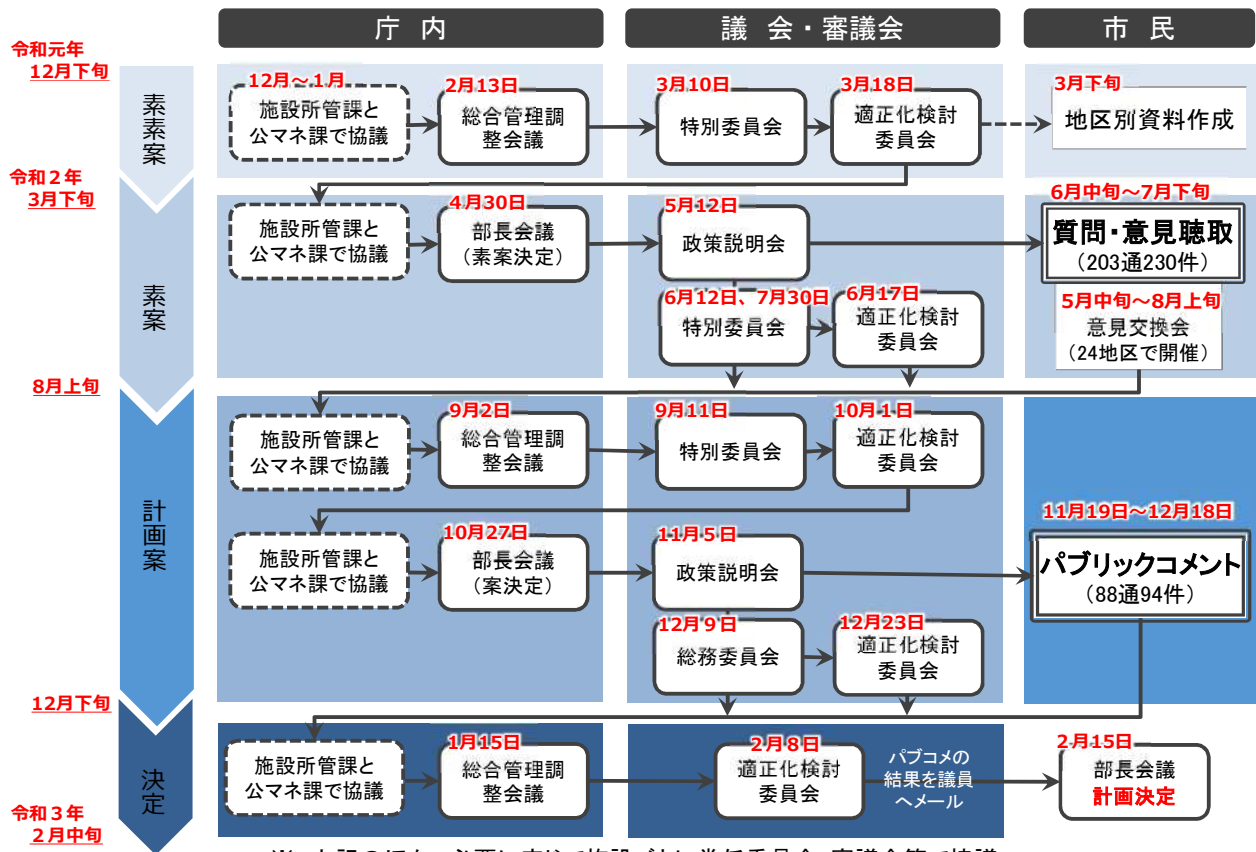 庁 内
議 会・審議会
市 民
令和元年
12月下旬
素素案
12月～1月
施設所管課と
公マネ課で協議
2月13日
総合管理調
整会議
3月10日
特別委員会
3月18日
適正化検討
委員会
3月下旬
地区別資料作成
令和２年
3月下旬
素案
施設所管課と
公マネ課で協議
4月30日
部長会議
（素案決定）
5月12日
政策説明会
6月中旬～7月下旬
質問・意見聴取
（203通230件）
6月12日、7月30日
特別委員会
6月17日
適正化検討
委員会
5月中旬～8月上旬
意見交換会
（24地区で開催）
8月上旬
計画案
施設所管課と
公マネ課で協議
9月2日
総合管理調
整会議
9月11日
特別委員会
10月1日
適正化検討
委員会
施設所管課と
公マネ課で協議
10月27日
部長会議
（案決定）
11月5日
政策説明会
11月19日～12月18日
パブリックコメント
（88通94件）
12月9日
総務委員会
12月23日
適正化検討
委員会
12月下旬
決定
施設所管課と
公マネ課で協議
1月15日
総合管理調
整会議
2月8日
適正化検討
委員会
パブコメの
結果を議員
へメール
2月15日
部長会議
計画決定
令和３年
2月中旬